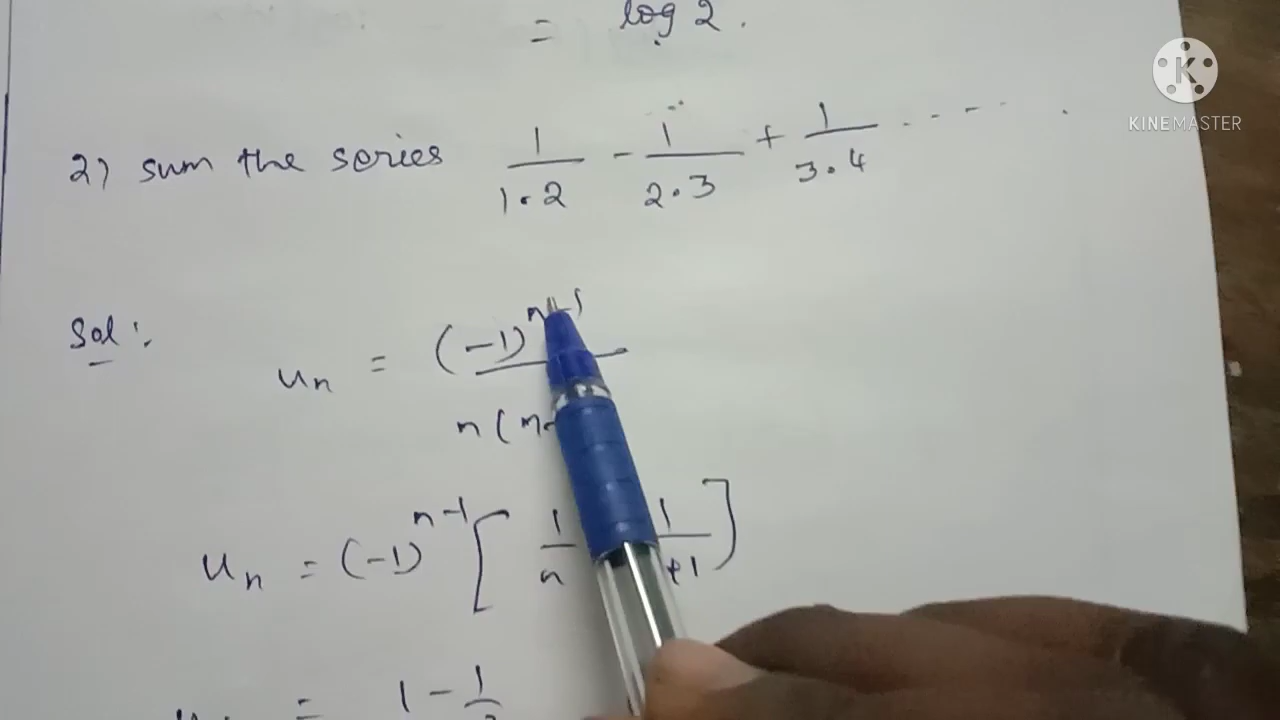 = log 2.
KINEMASTER
2) sum the series 1/1.2 - 1/2.3 + 1/3.4 ........
Sol:
un = (-1)^n-1 / n(n
un = (-1)^n-1 [1/n 1/+1]
= 1 - 1/